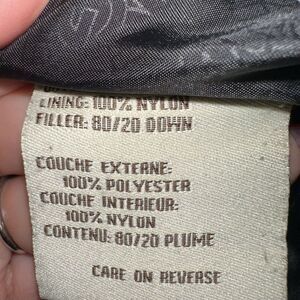 LINING: 100% NYLON
FILLER: 80/20 DOWN
COUCHE EXTERNE:
100% POLYESTER
COUCHE INTERIEUR:
100% NYLON
CONTENU: 80/20 PLUME
CARE ON REVERSE